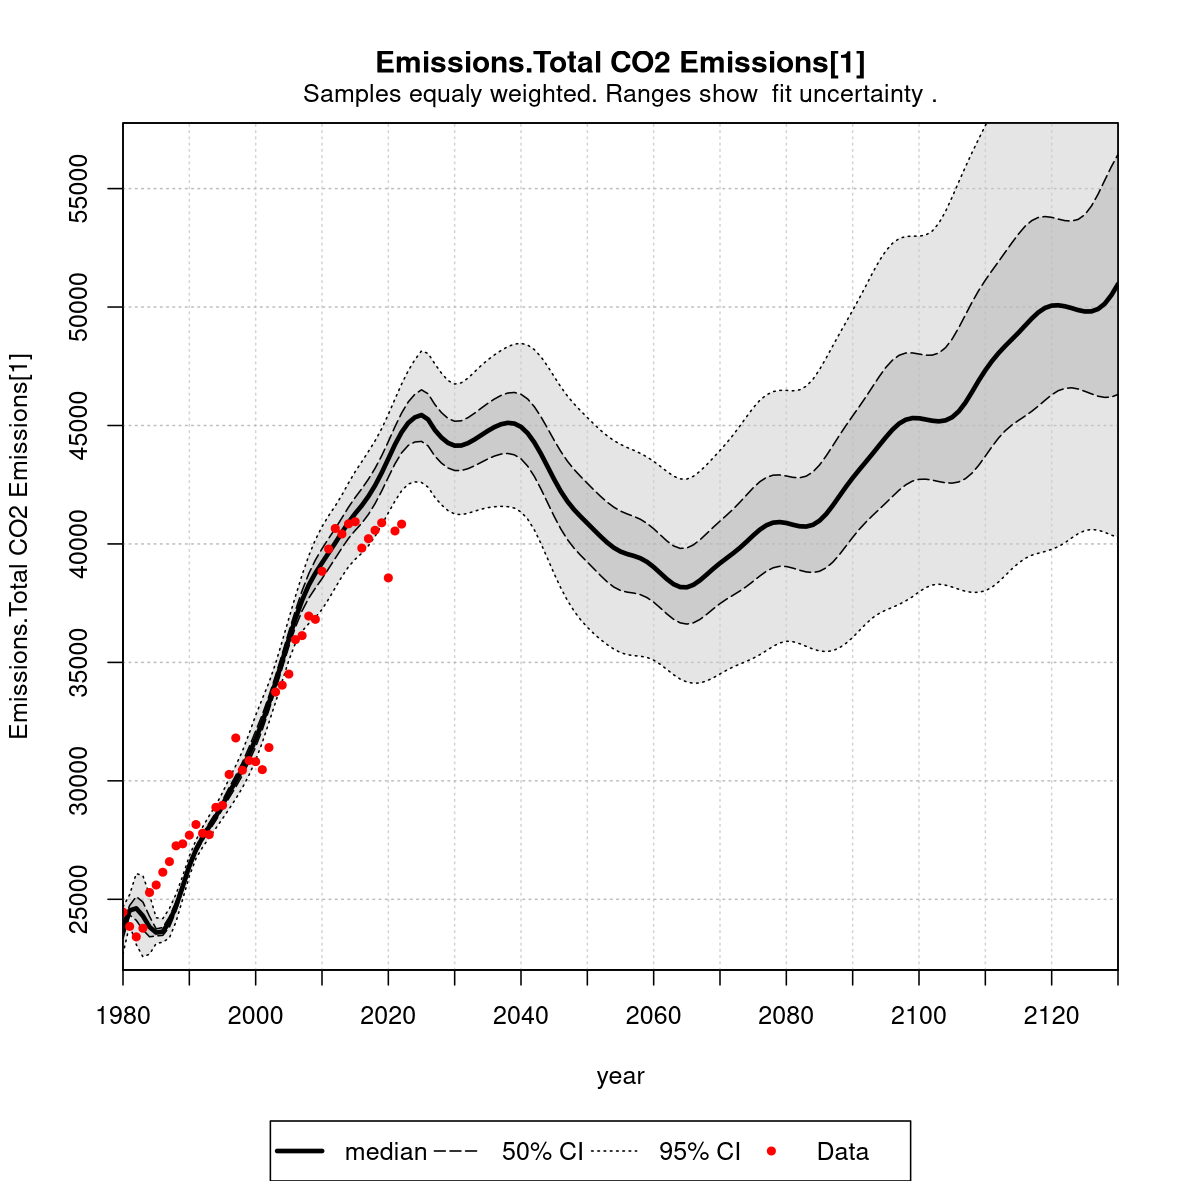 Emissions.Total CO2 Emissions[1]
Samples equaly weighted. Ranges show  fit uncertainty .
Emissions.Total CO2 Emissions[1]
55000
50000
45000
40000
35000
30000
25000
1980 2000 2020 2040 2060 2080 2100 2120
year
median 50% CI 95% CI Data